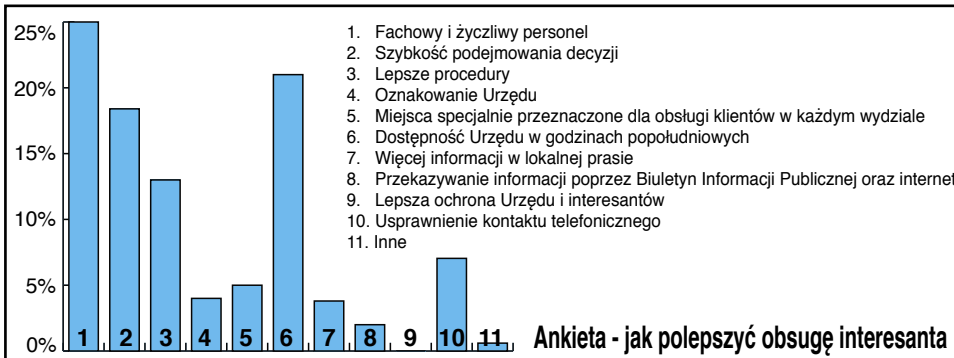 25%
20%
15%
10%
5%
0%
1 2 3 4 5 6 7 8 9 10 11
1. Fachowy i życzliwy personel
2. Szybkość podejmowania decyzji
3. Lepsze procedury
4. Oznakowanie Urzędu
5. Miejsca specjalnie przeznaczone dla obsługi klientów w każdym wydziale
6. Dostępność Urzędu w godzinach popołudniowych
7. Więcej informacji w lokalnej prasie
8. Przekazywanie informacji poprzez Biuletyn Informacji Publicznej oraz internet
9. Lepsza ochrona Urzędu i interesantów
10. Usprawnienie kontaktu telefonicznego
11. Inne
Ankieta - jak polepszyć obsugę interesanta